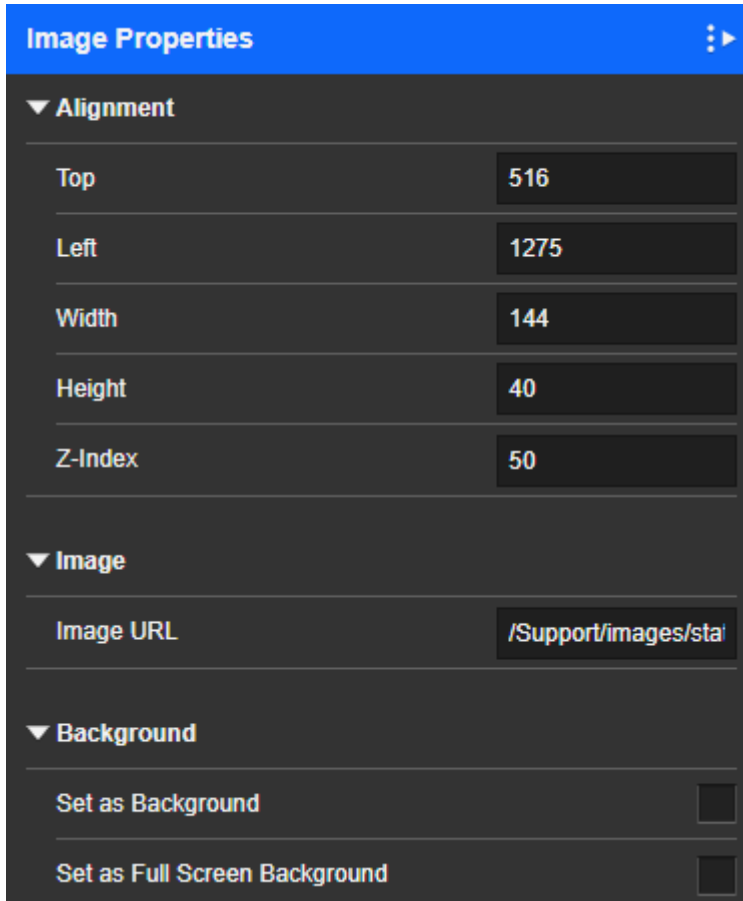 Image Properties
Alignment
Top 516
Left 1275
Width 144
Height 40
Z-Index 50
Image
Image URL /Support/images/stat
Background
Set as Background
Set as Full Screen Background